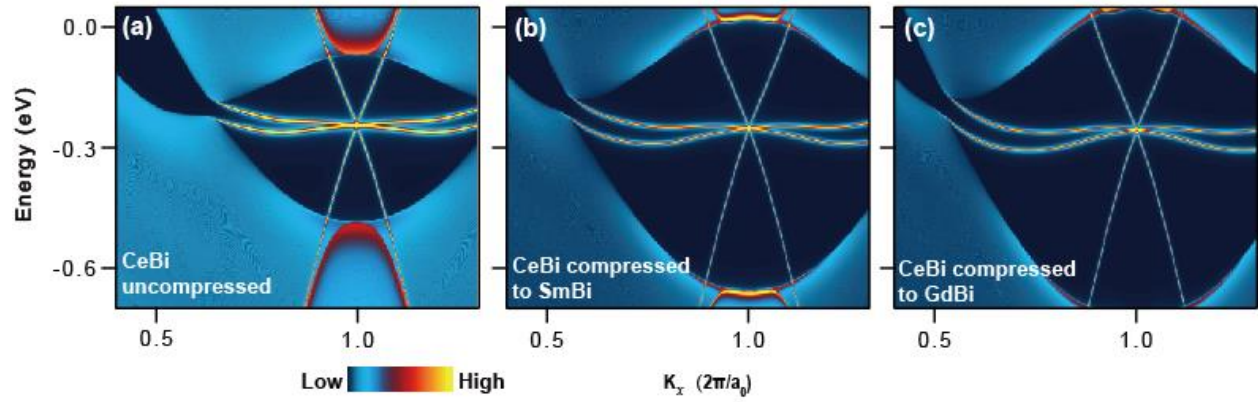 (a)
(b)
(c)
0.0
-0.3
-0.6
Energy (eV)
CeBi
uncompressed
CeBi compressed
to SmBi
CeBi compressed
to GdBi
0.5
1.0
0.5
1.0
0.5
1.0
Low
High
Kₓ (2π/a₀)